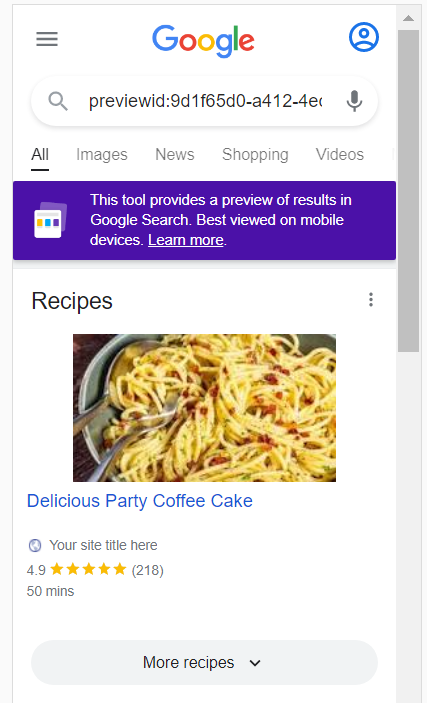 Google
previewid:9d1f65d0-a412-4e
All Images News Shopping Videos
This tool provides a preview of results in
Google Search. Best viewed on mobile
devices. Learn more.
Recipes
Delicious Party Coffee Cake
Your site title here
4.9 ★★★★★ (218)
50 mins
More recipes